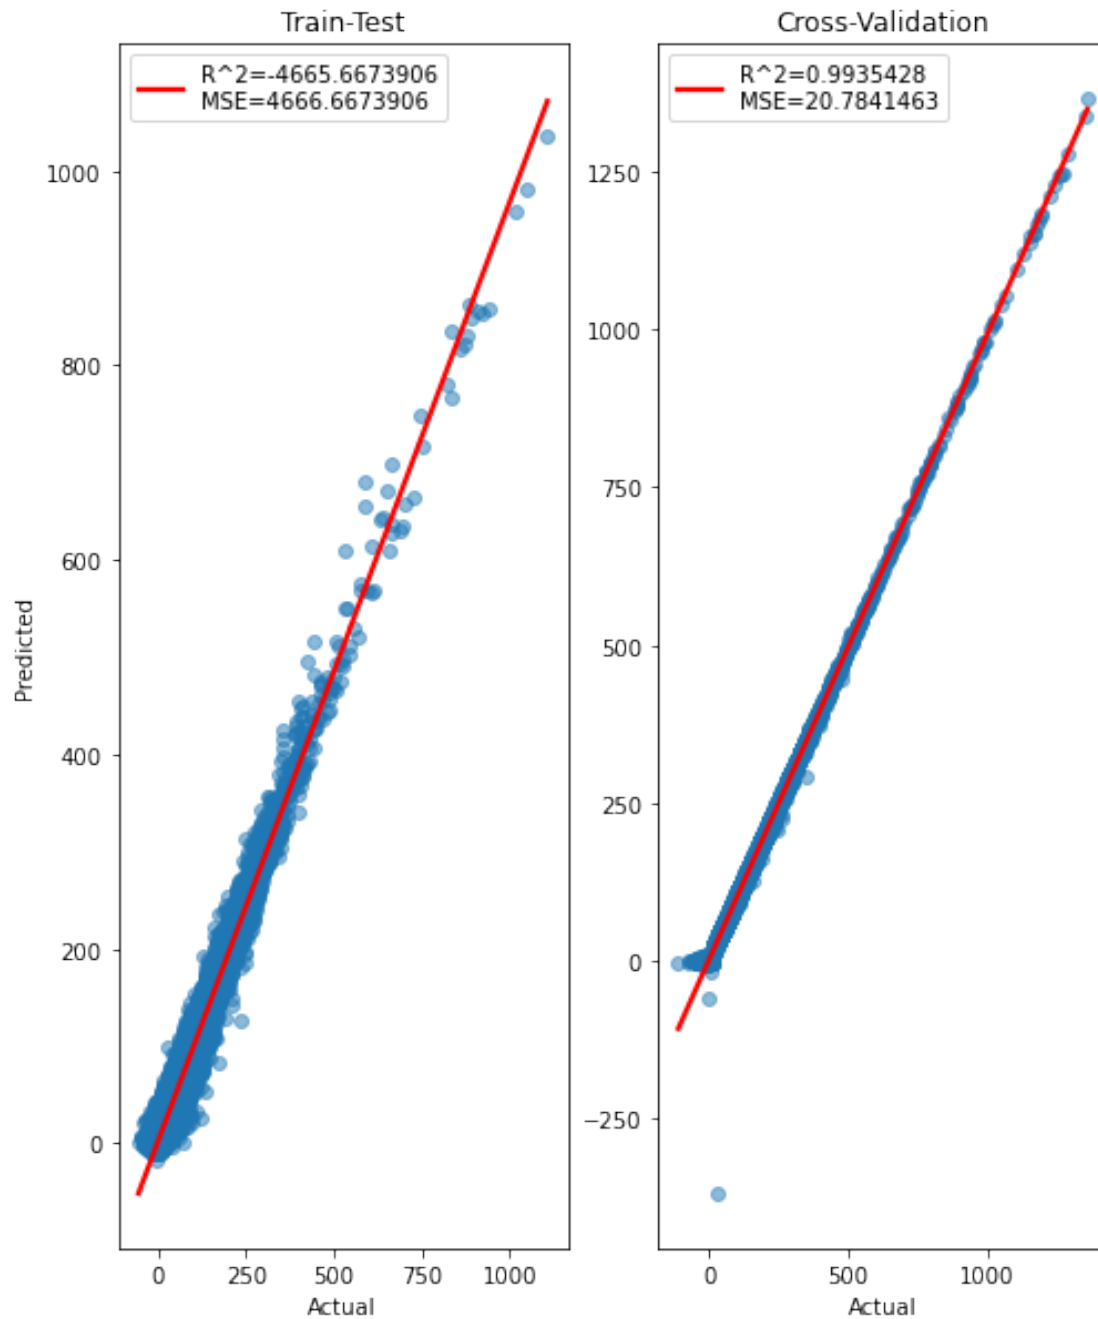 Train-Test
R^2=-4665.6673906
MSE=4666.6673906
1000
800
600
400
200
0
Predicted
0 250 500 750 1000
Actual
Cross-Validation
R^2=0.9935428
MSE=20.7841463
1250
1000
750
500
250
0
−250
0 500 1000
Actual